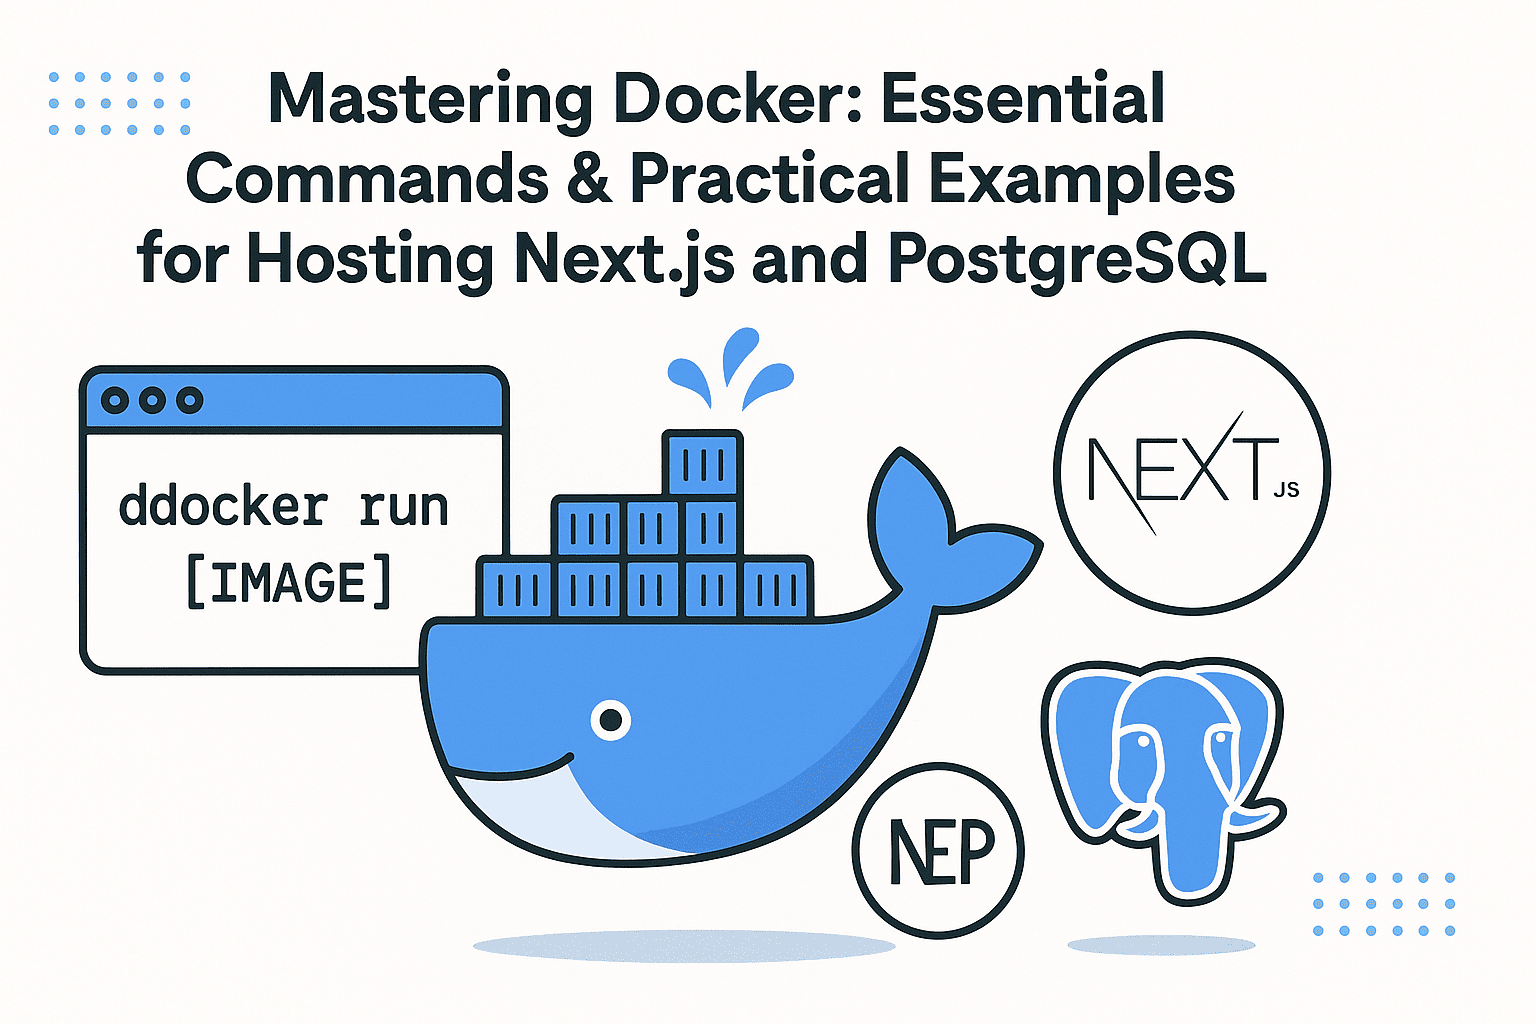 Mastering Docker: Essential
Commands & Practical Examples
for Hosting Next.js and PostgreSQL
ddocker run
[IMAGE]
NEXT.JS
NEP